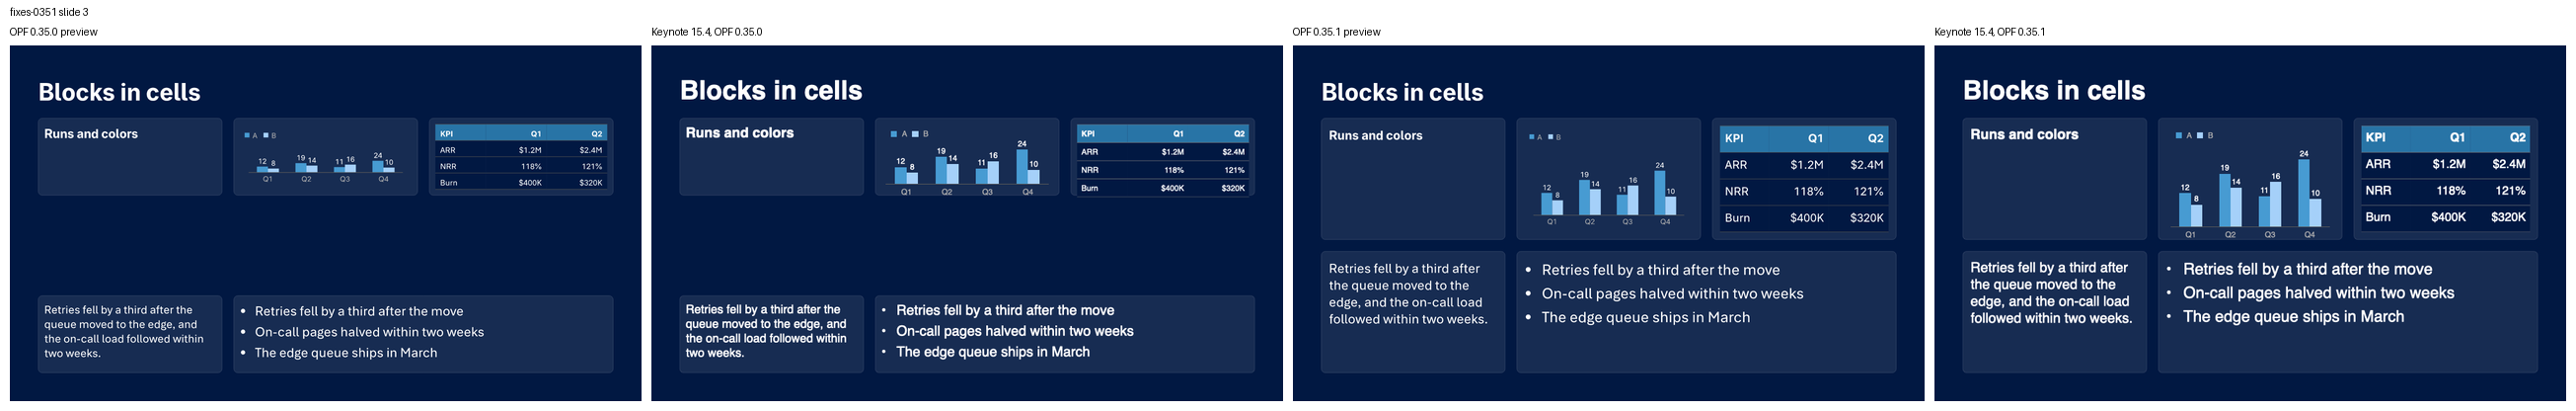 fixes-0351 slide 3
OPF 0.35.0 preview
Blocks in cells
Runs and colors
A B
12 8 19 14 11 16 24 10
Q1 Q2 Q3 Q4
KPI Q1 Q2
ARR $1.2M $2.4M
NRR 118% 121%
Burn $400K $320K
Retries fell by a third after the
queue moved to the edge, and
the on-call load followed within
two weeks.
• Retries fell by a third after the move
• On-call pages halved within two weeks
• The edge queue ships in March
Keynote 15.4, OPF 0.35.0
Blocks in cells
Runs and colors
A B
12 8 19 14 11 16 24 10
Q1 Q2 Q3 Q4
KPI Q1 Q2
ARR $1.2M $2.4M
NRR 118% 121%
Burn $400K $320K
Retries fell by a third after the
queue moved to the edge, and
the on-call load followed within
two weeks.
• Retries fell by a third after the move
• On-call pages halved within two weeks
• The edge queue ships in March
OPF 0.35.1 preview
Blocks in cells
Runs and colors
A B
12 8 19 14 11 16 24 10
Q1 Q2 Q3 Q4
KPI Q1 Q2
ARR $1.2M $2.4M
NRR 118% 121%
Burn $400K $320K
Retries fell by a third after
the queue moved to the
edge, and the on-call load
followed within two weeks.
• Retries fell by a third after the move
• On-call pages halved within two weeks
• The edge queue ships in March
Keynote 15.4, OPF 0.35.1
Blocks in cells
Runs and colors
A B
12 8 19 14 11 16 24 10
Q1 Q2 Q3 Q4
KPI Q1 Q2
ARR $1.2M $2.4M
NRR 118% 121%
Burn $400K $320K
Retries fell by a third after
the queue moved to the
edge, and the on-call load
followed within two weeks.
• Retries fell by a third after the move
• On-call pages halved within two weeks
• The edge queue ships in March